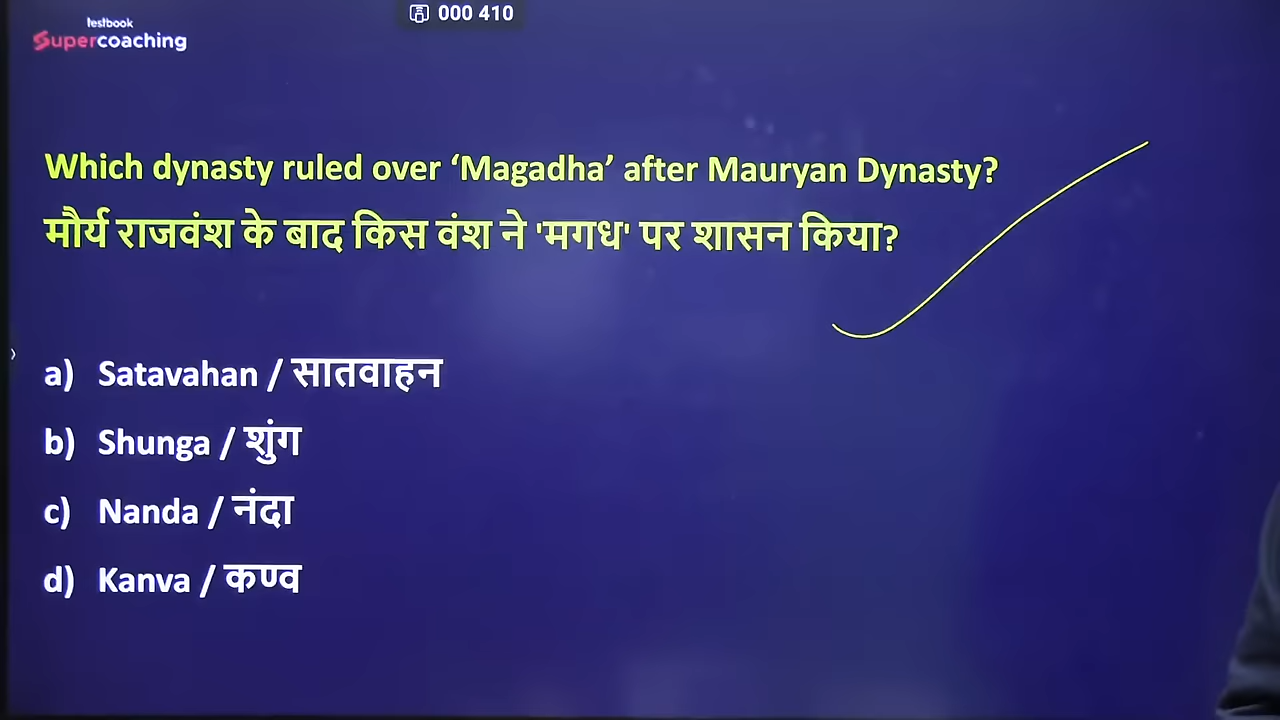 testbook
Supercoaching
000 410
Which dynasty ruled over ‘Magadha’ after Mauryan Dynasty?
मौर्य राजवंश के बाद किस वंश ने 'मगध' पर शासन किया?
a) Satavahan / सातवाहन
b) Shunga / शुंग
c) Nanda / नंदा
d) Kanva / कण्व